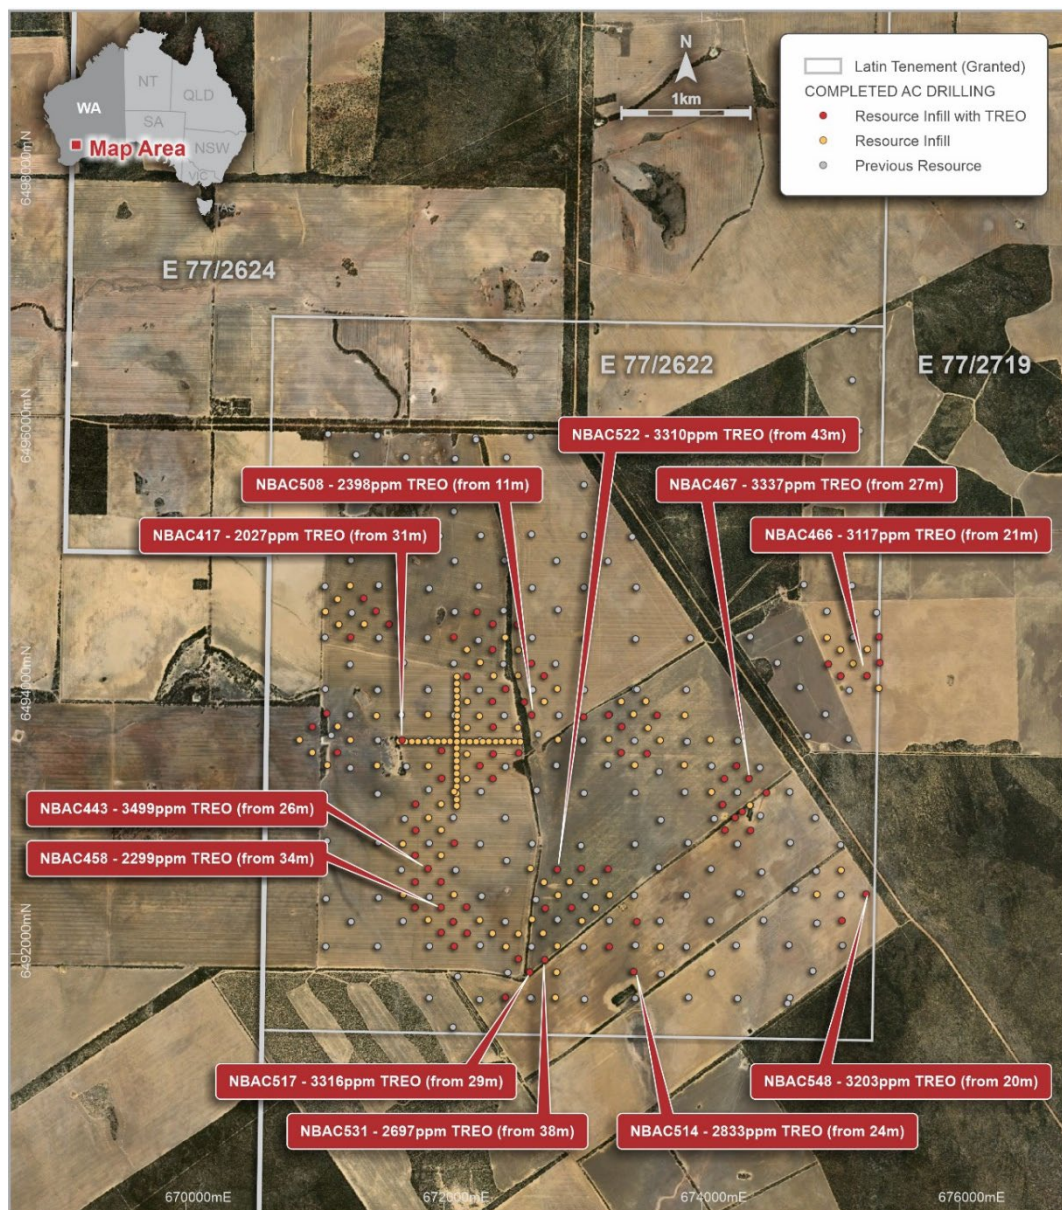 NT
QLD
WA
SA
NSW
VIC
Map Area
N
1km
Latin Tenement (Granted)
COMPLETED AC DRILLING
Resource Infill with TREO
Resource Infill
Previous Resource
6498000mN
E 77/2624
E 77/2622
E 77/2719
6496000mN
NBAC522 - 3310ppm TREO (from 43m)
NBAC508 - 2398ppm TREO (from 11m)
NBAC467 - 3337ppm TREO (from 27m)
NBAC417 - 2027ppm TREO (from 31m)
NBAC466 - 3117ppm TREO (from 21m)
6494000mN
NBAC443 - 3499ppm TREO (from 26m)
NBAC458 - 2299ppm TREO (from 34m)
6492000mN
NBAC517 - 3316ppm TREO (from 29m)
NBAC548 - 3203ppm TREO (from 20m)
NBAC531 - 2697ppm TREO (from 38m)
NBAC514 - 2833ppm TREO (from 24m)
670000mE
672000mE
674000mE
676000mE